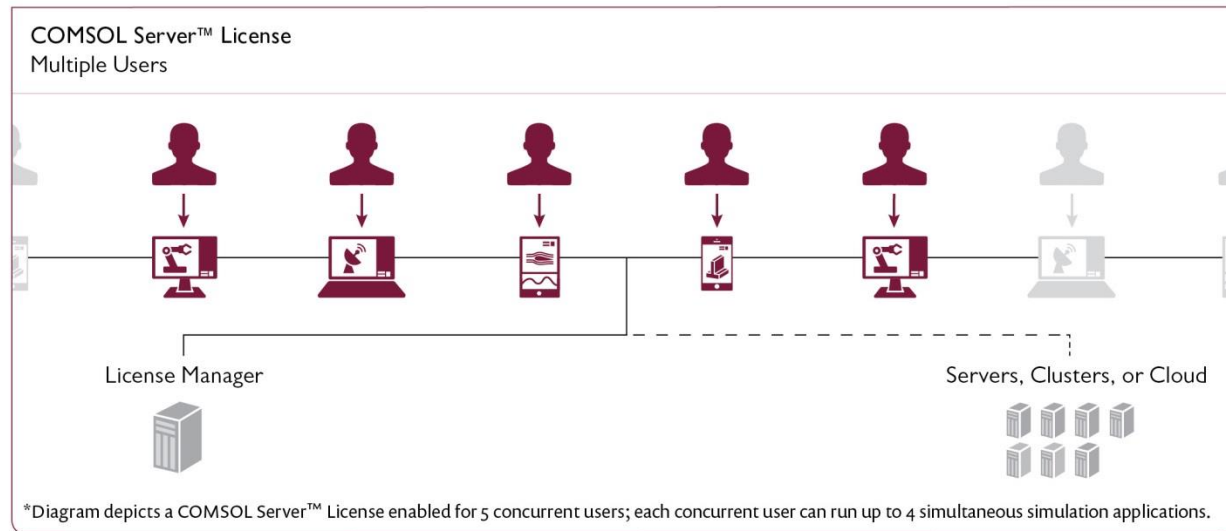 COMSOL Server™ License
Multiple Users
License Manager
Servers, Clusters, or Cloud
*Diagram depicts a COMSOL Server™ License enabled for 5 concurrent users; each concurrent user can run up to 4 simultaneous simulation applications.